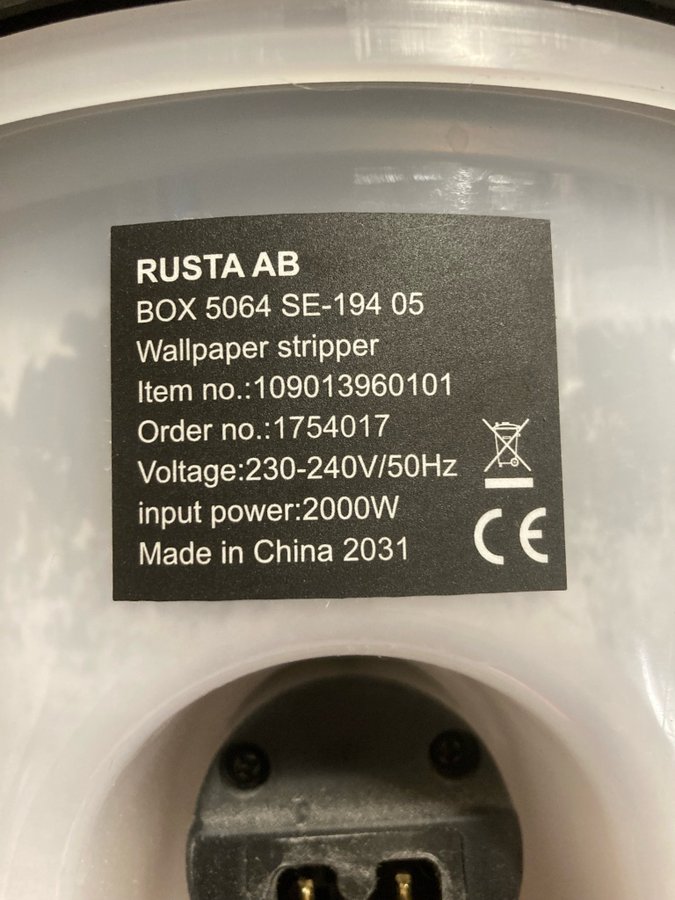 RUSTA AB
BOX 5064 SE-194 05
Wallpaper stripper
Item no.:109013960101
Order no.:1754017
Voltage:230-240V/50Hz
input power:2000W
Made in China 2031
CE